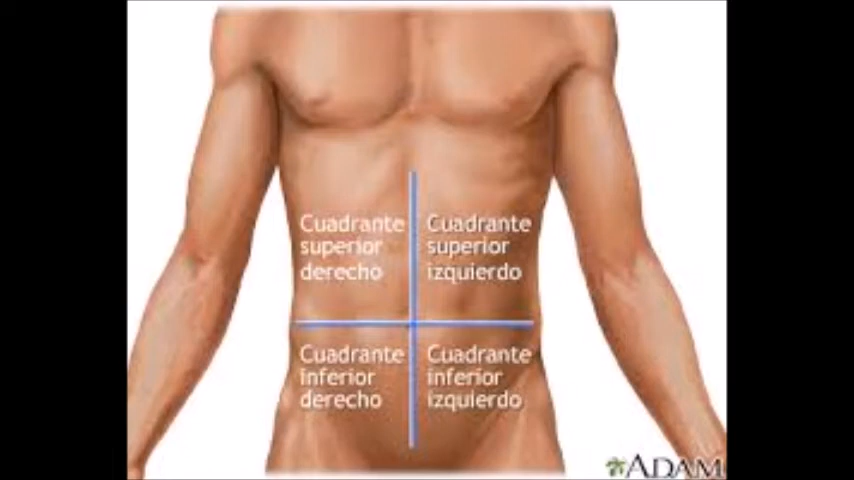 Cuadrante
superior
derecho
Cuadrante
superior
izquierdo
Cuadrante
inferior
derecho
Cuadrante
inferior
izquierdo
ADAM